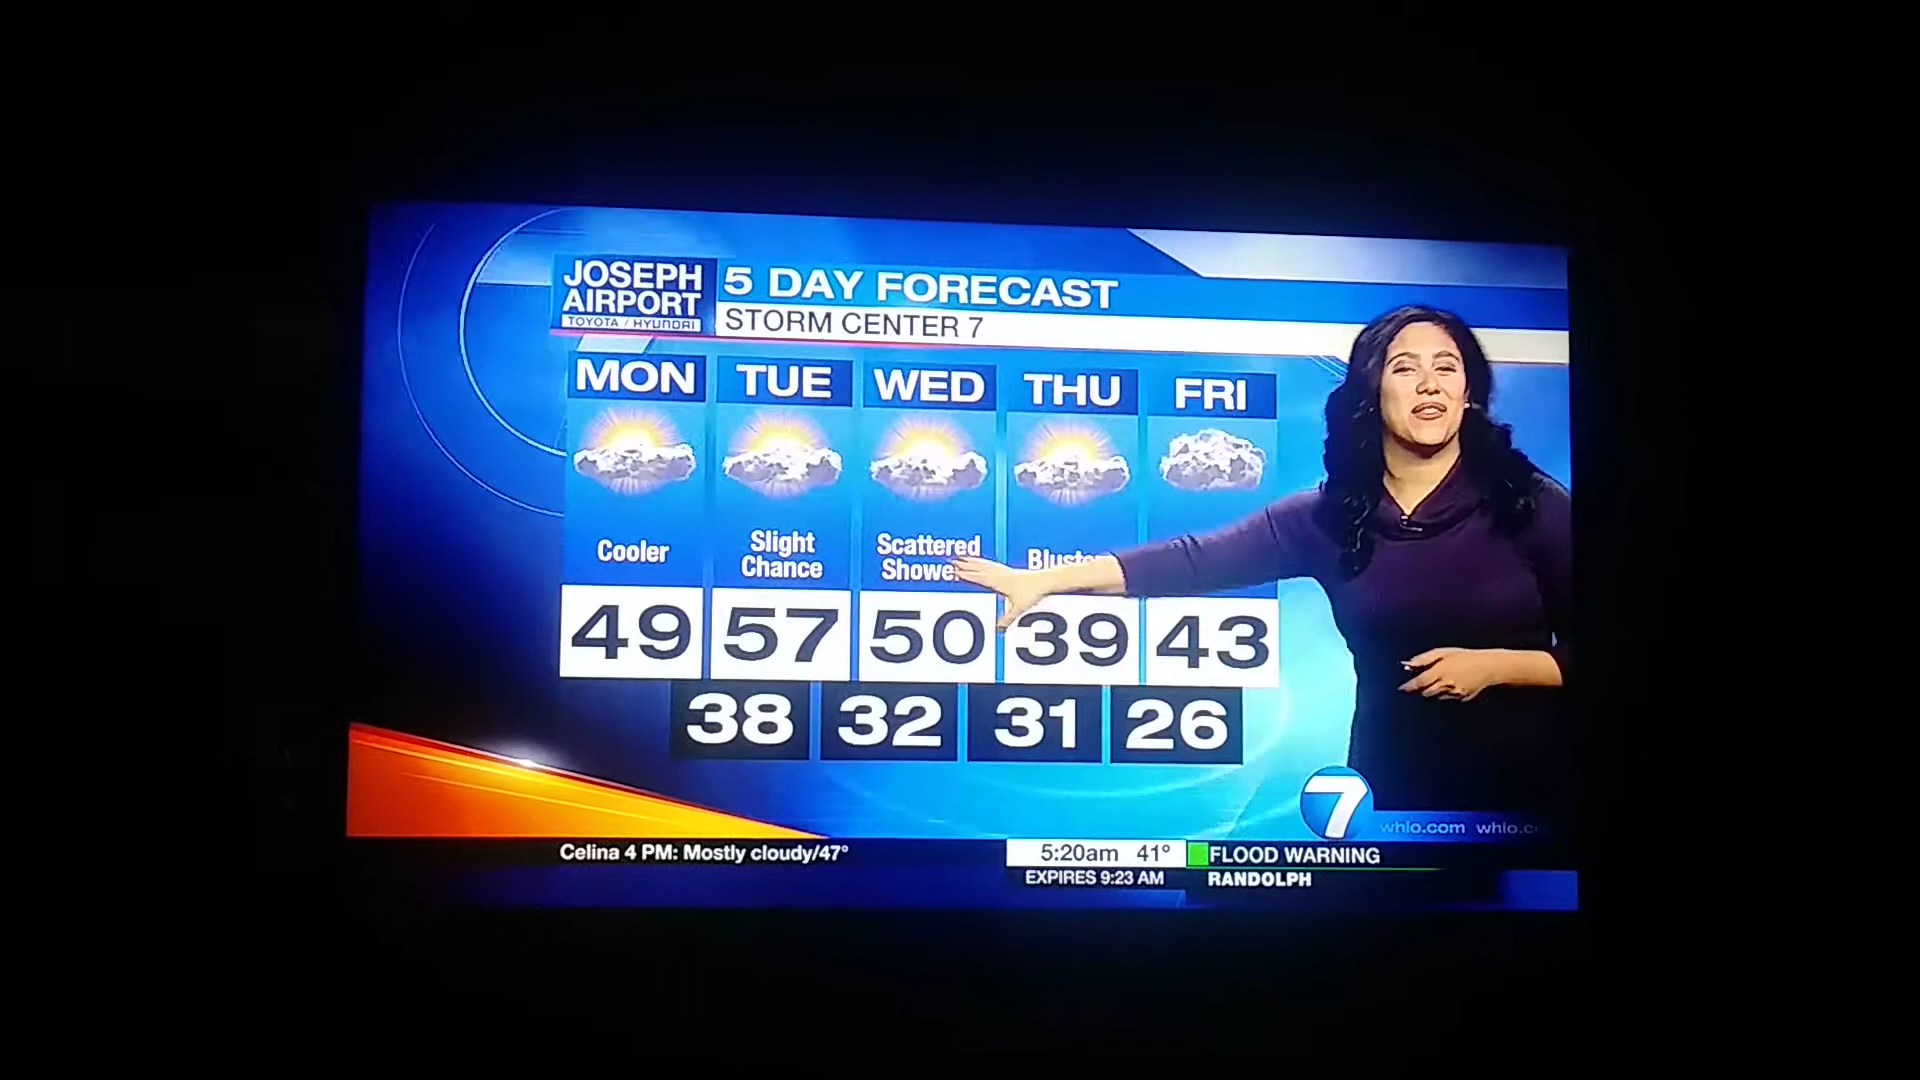 JOSEPH
AIRPORT
TOYOTA / HYUNDAI
5 DAY FORECAST
STORM CENTER 7
MON TUE WED THU FRI
Cooler
Slight
Chance
Scattered
49 57 50 39 43
38 32 31 26
7
whio.com whio.c
Celina 4 PM: Mostly cloudy/47°
5:20am 41°
EXPIRES 9:23 AM
FLOOD WARNING
RANDOLPH